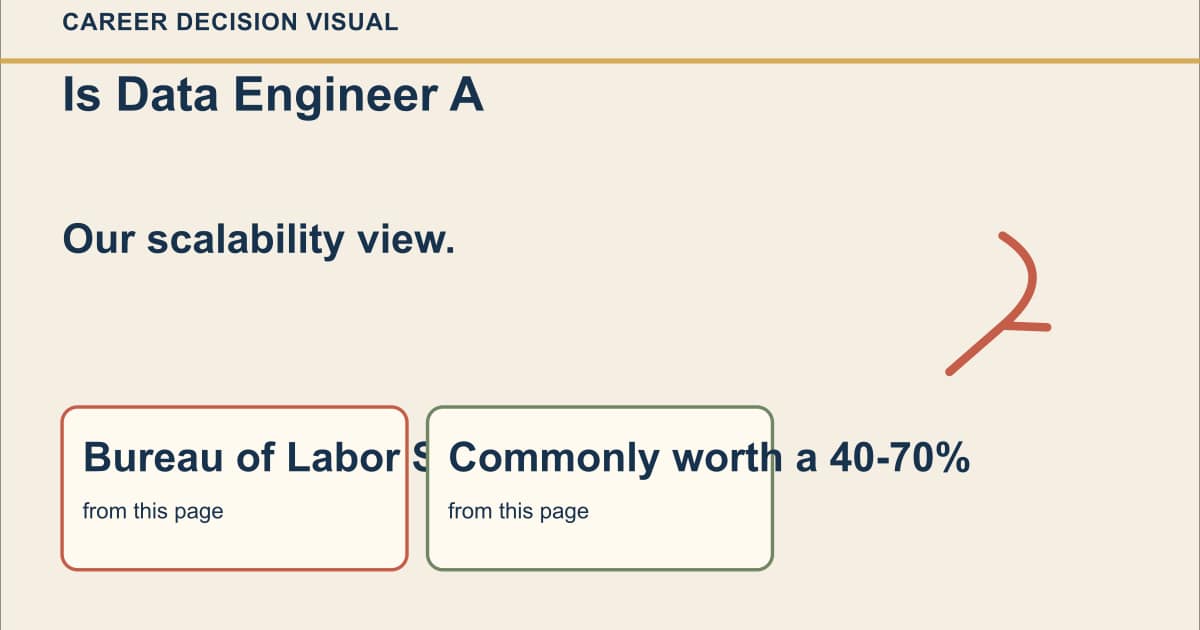 CAREER DECISION VISUAL
Is Data Engineer A
Our scalability view.
Bureau of Labor S
Commonly worth a 40-70%
from this page
from this page